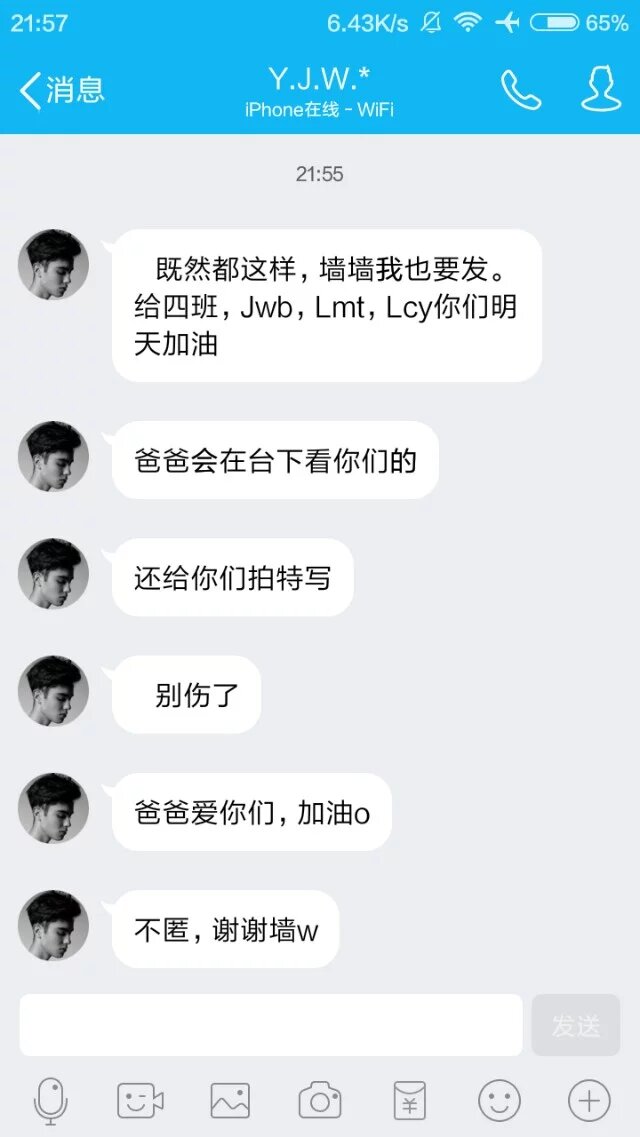 21:57 6.43K/s 65%
消息 Y.J.W.*
iPhone在线 - WiFi
21:55
既然都这样，墙墙我也要发。
给四班，Jwb，Lmt，Lcy你们明
天加油
爸爸会在台下看你们的
还给你们拍特写
别伤了
爸爸爱你们，加油o
不匿，谢谢墙w
发送